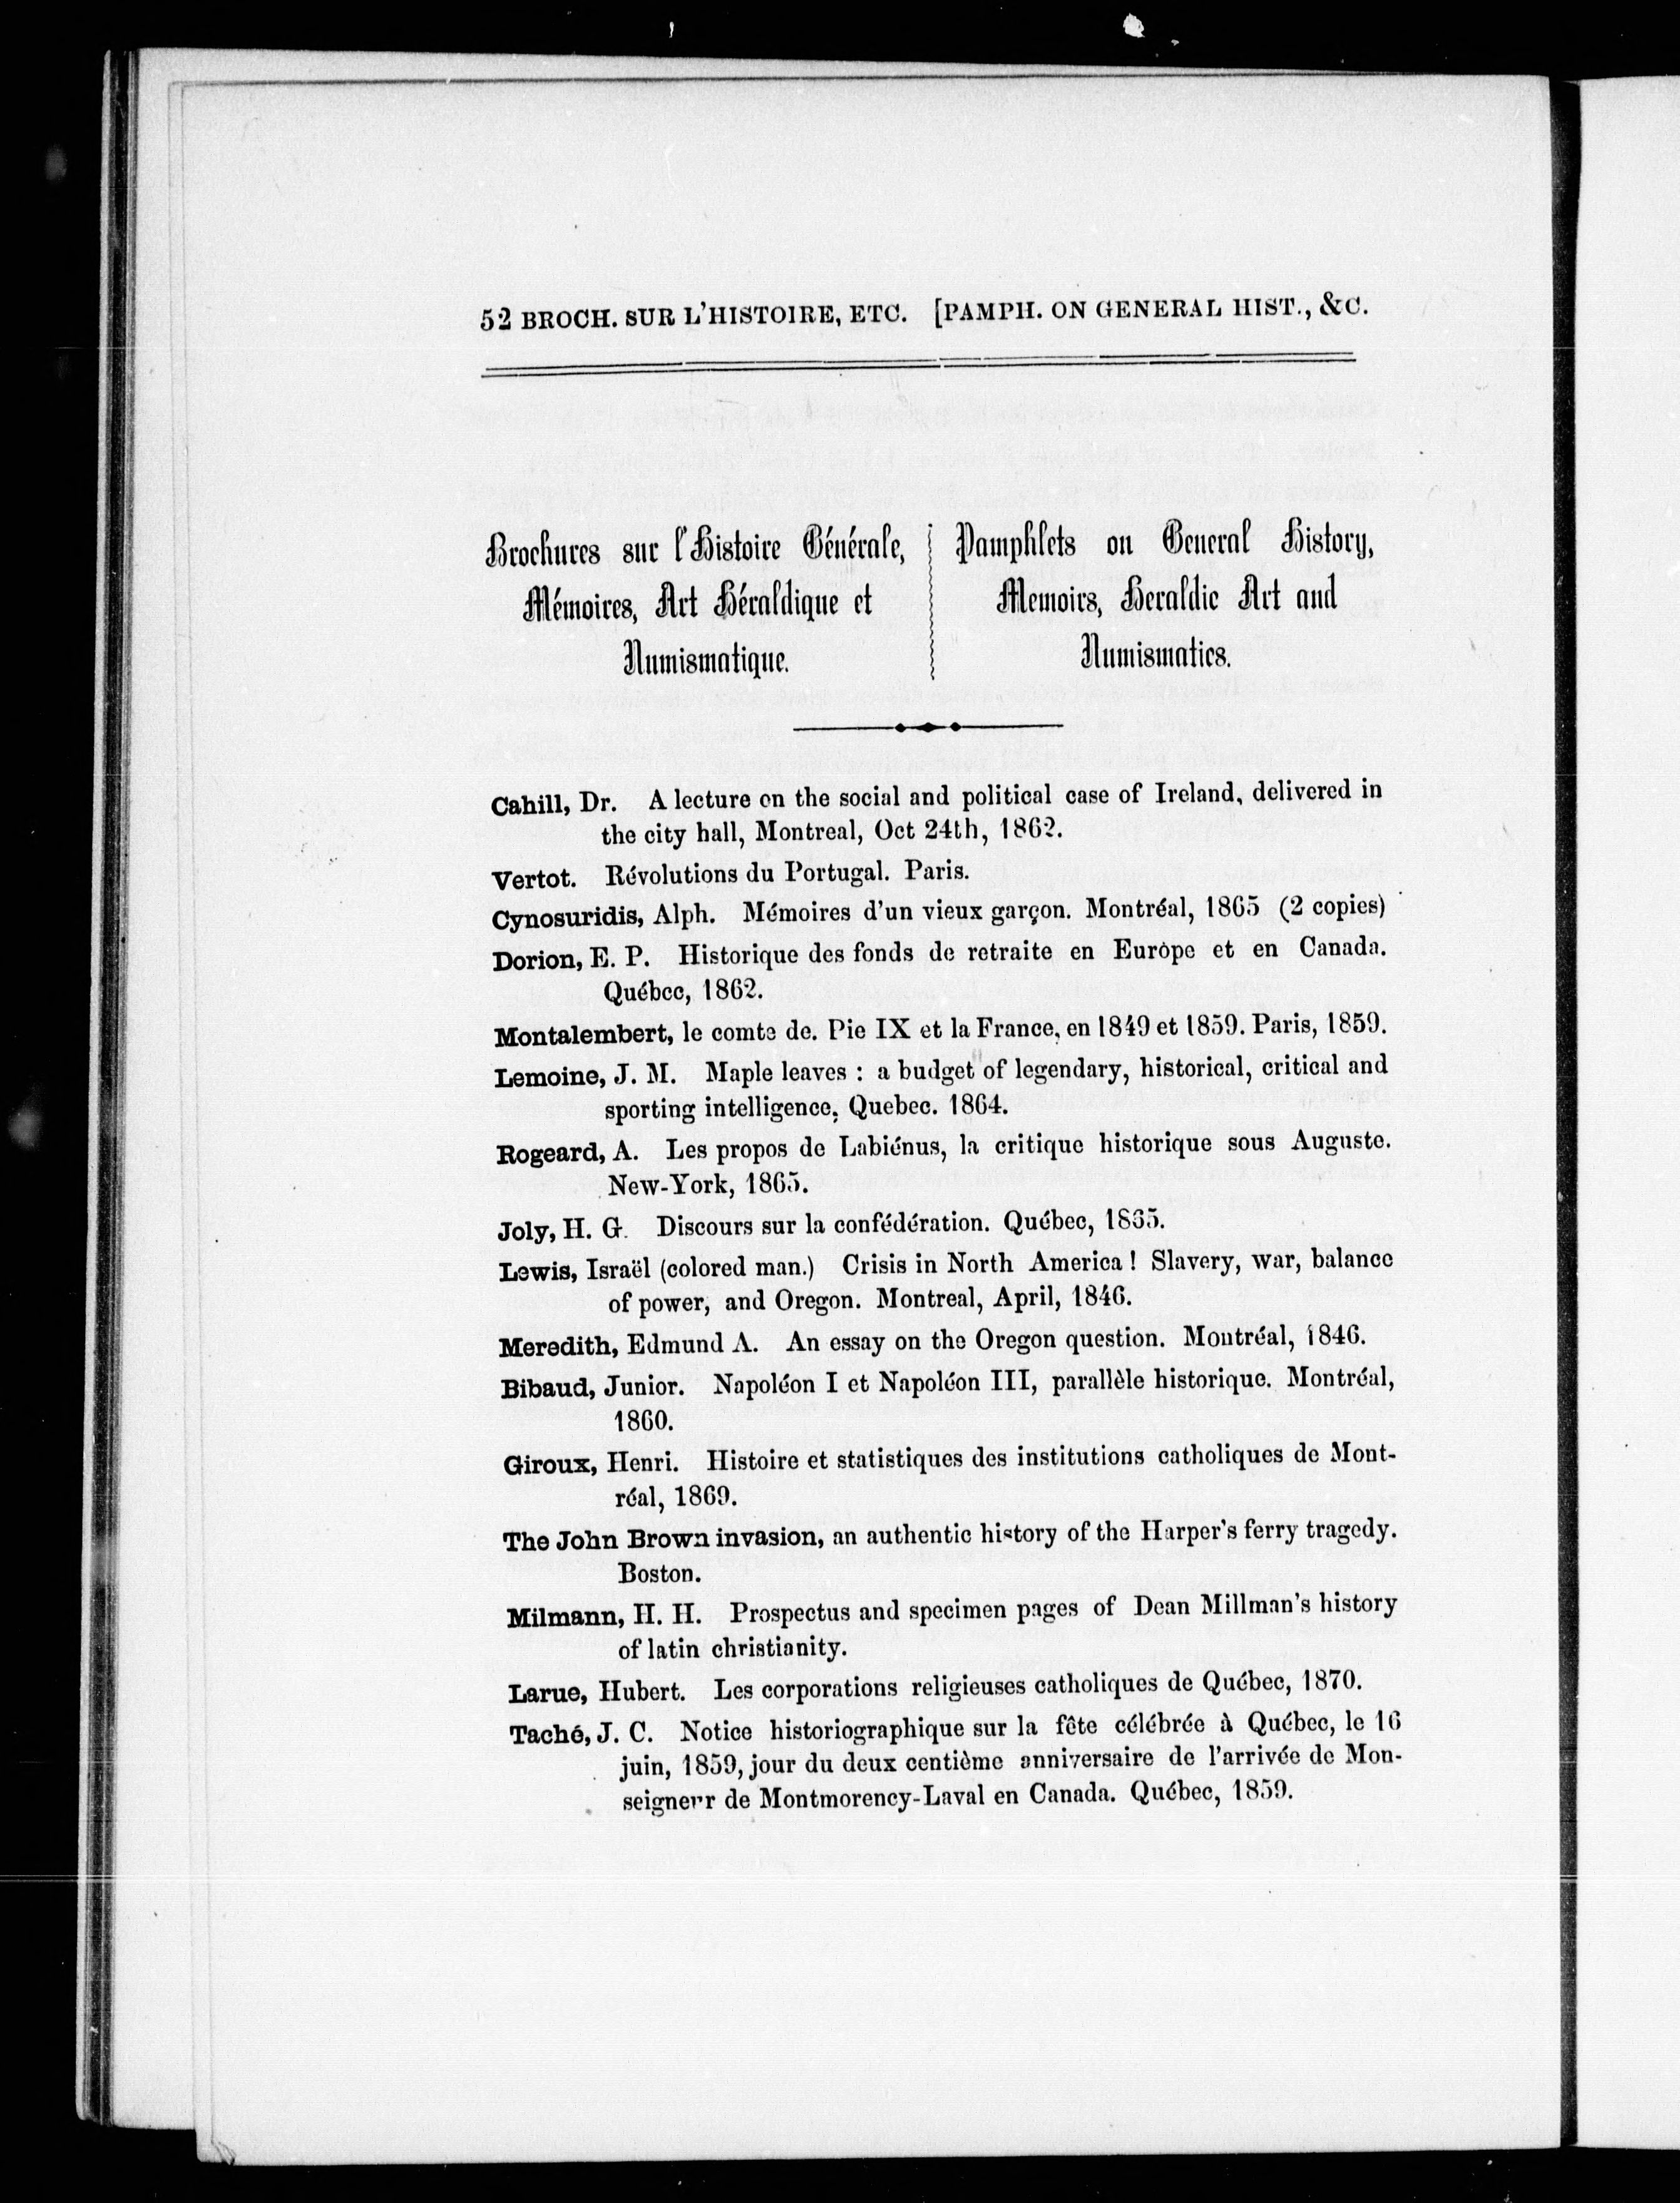 52 BROCH. SUR L'HISTOIRE, ETC. [PAMPH. ON GENERAL HIST., &C.
Brochures sur l'Histoire Générale,
Mémoires, Art Héraldique et
Numismatique.
Pamphlets on General History,
Memoirs, Heraldic Art and
Numismatics.
Cahill, Dr. A lecture on the social and political case of Ireland, delivered in
the city hall, Montreal, Oct 24th, 1862.
Vertot. Révolutions du Portugal. Paris.
Cynosuridis, Alph. Mémoires d'un vieux garçon. Montréal, 1865 (2 copies)
Dorion, E. P. Historique des fonds de retraite en Europe et en Canada.
Québec, 1862.
Montalembert, le comte de. Pie IX et la France, en 1849 et 1859. Paris, 1859.
Lemoine, J. M. Maple leaves : a budget of legendary, historical, critical and
sporting intelligence, Quebec. 1864.
Rogeard, A. Les propos de Labiénus, la critique historique sous Auguste.
New-York, 1865.
Joly, H. G. Discours sur la confédération. Québec, 1865.
Lewis, Israël (colored man.) Crisis in North America ! Slavery, war, balance
of power, and Oregon. Montreal, April, 1846.
Meredith, Edmund A. An essay on the Oregon question. Montréal, 1846.
Bibaud, Junior. Napoléon I et Napoléon III, parallèle historique. Montréal,
1860.
Giroux, Henri. Histoire et statistiques des institutions catholiques de Mont-
réal, 1869.
The John Brown invasion, an authentic history of the Harper's ferry tragedy.
Boston.
Milmann, H. H. Prospectus and specimen pages of Dean Millman's history
of latin christianity.
Larue, Hubert. Les corporations religieuses catholiques de Québec, 1870.
Taché, J. C. Notice historiographique sur la fête célébrée à Québec, le 16
juin, 1859, jour du deux centième anniversaire de l'arrivée de Mon-
seigneur de Montmorency-Laval en Canada. Québec, 1859.